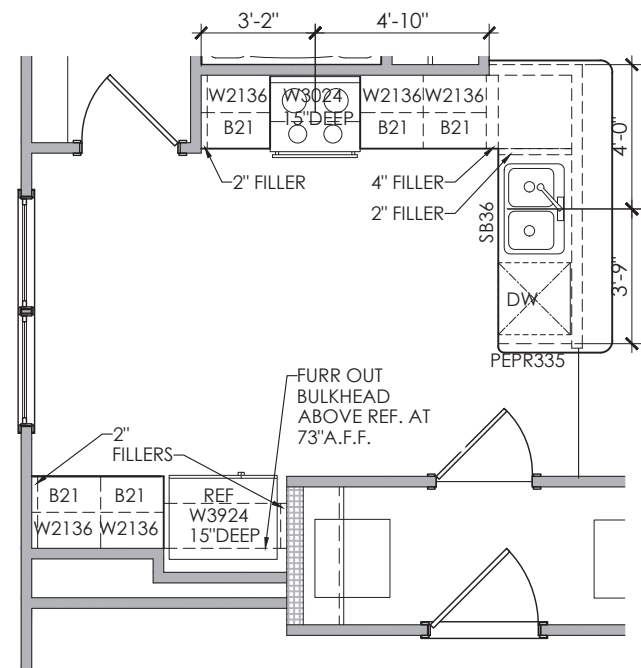 3'-2" 4'-10"
W2136 W3024 W2136 W2136
15"DEEP
B21 B21 B21
4'-0"
2" FILLER 4" FILLER
2" FILLER
SB36
3'-9"
DW
PEPR335
FURR OUT
BULKHEAD
ABOVE REF. AT
73"A.F.F.
2"
FILLERS
B21 B21 REF
W3924
W2136 W2136 15"DEEP